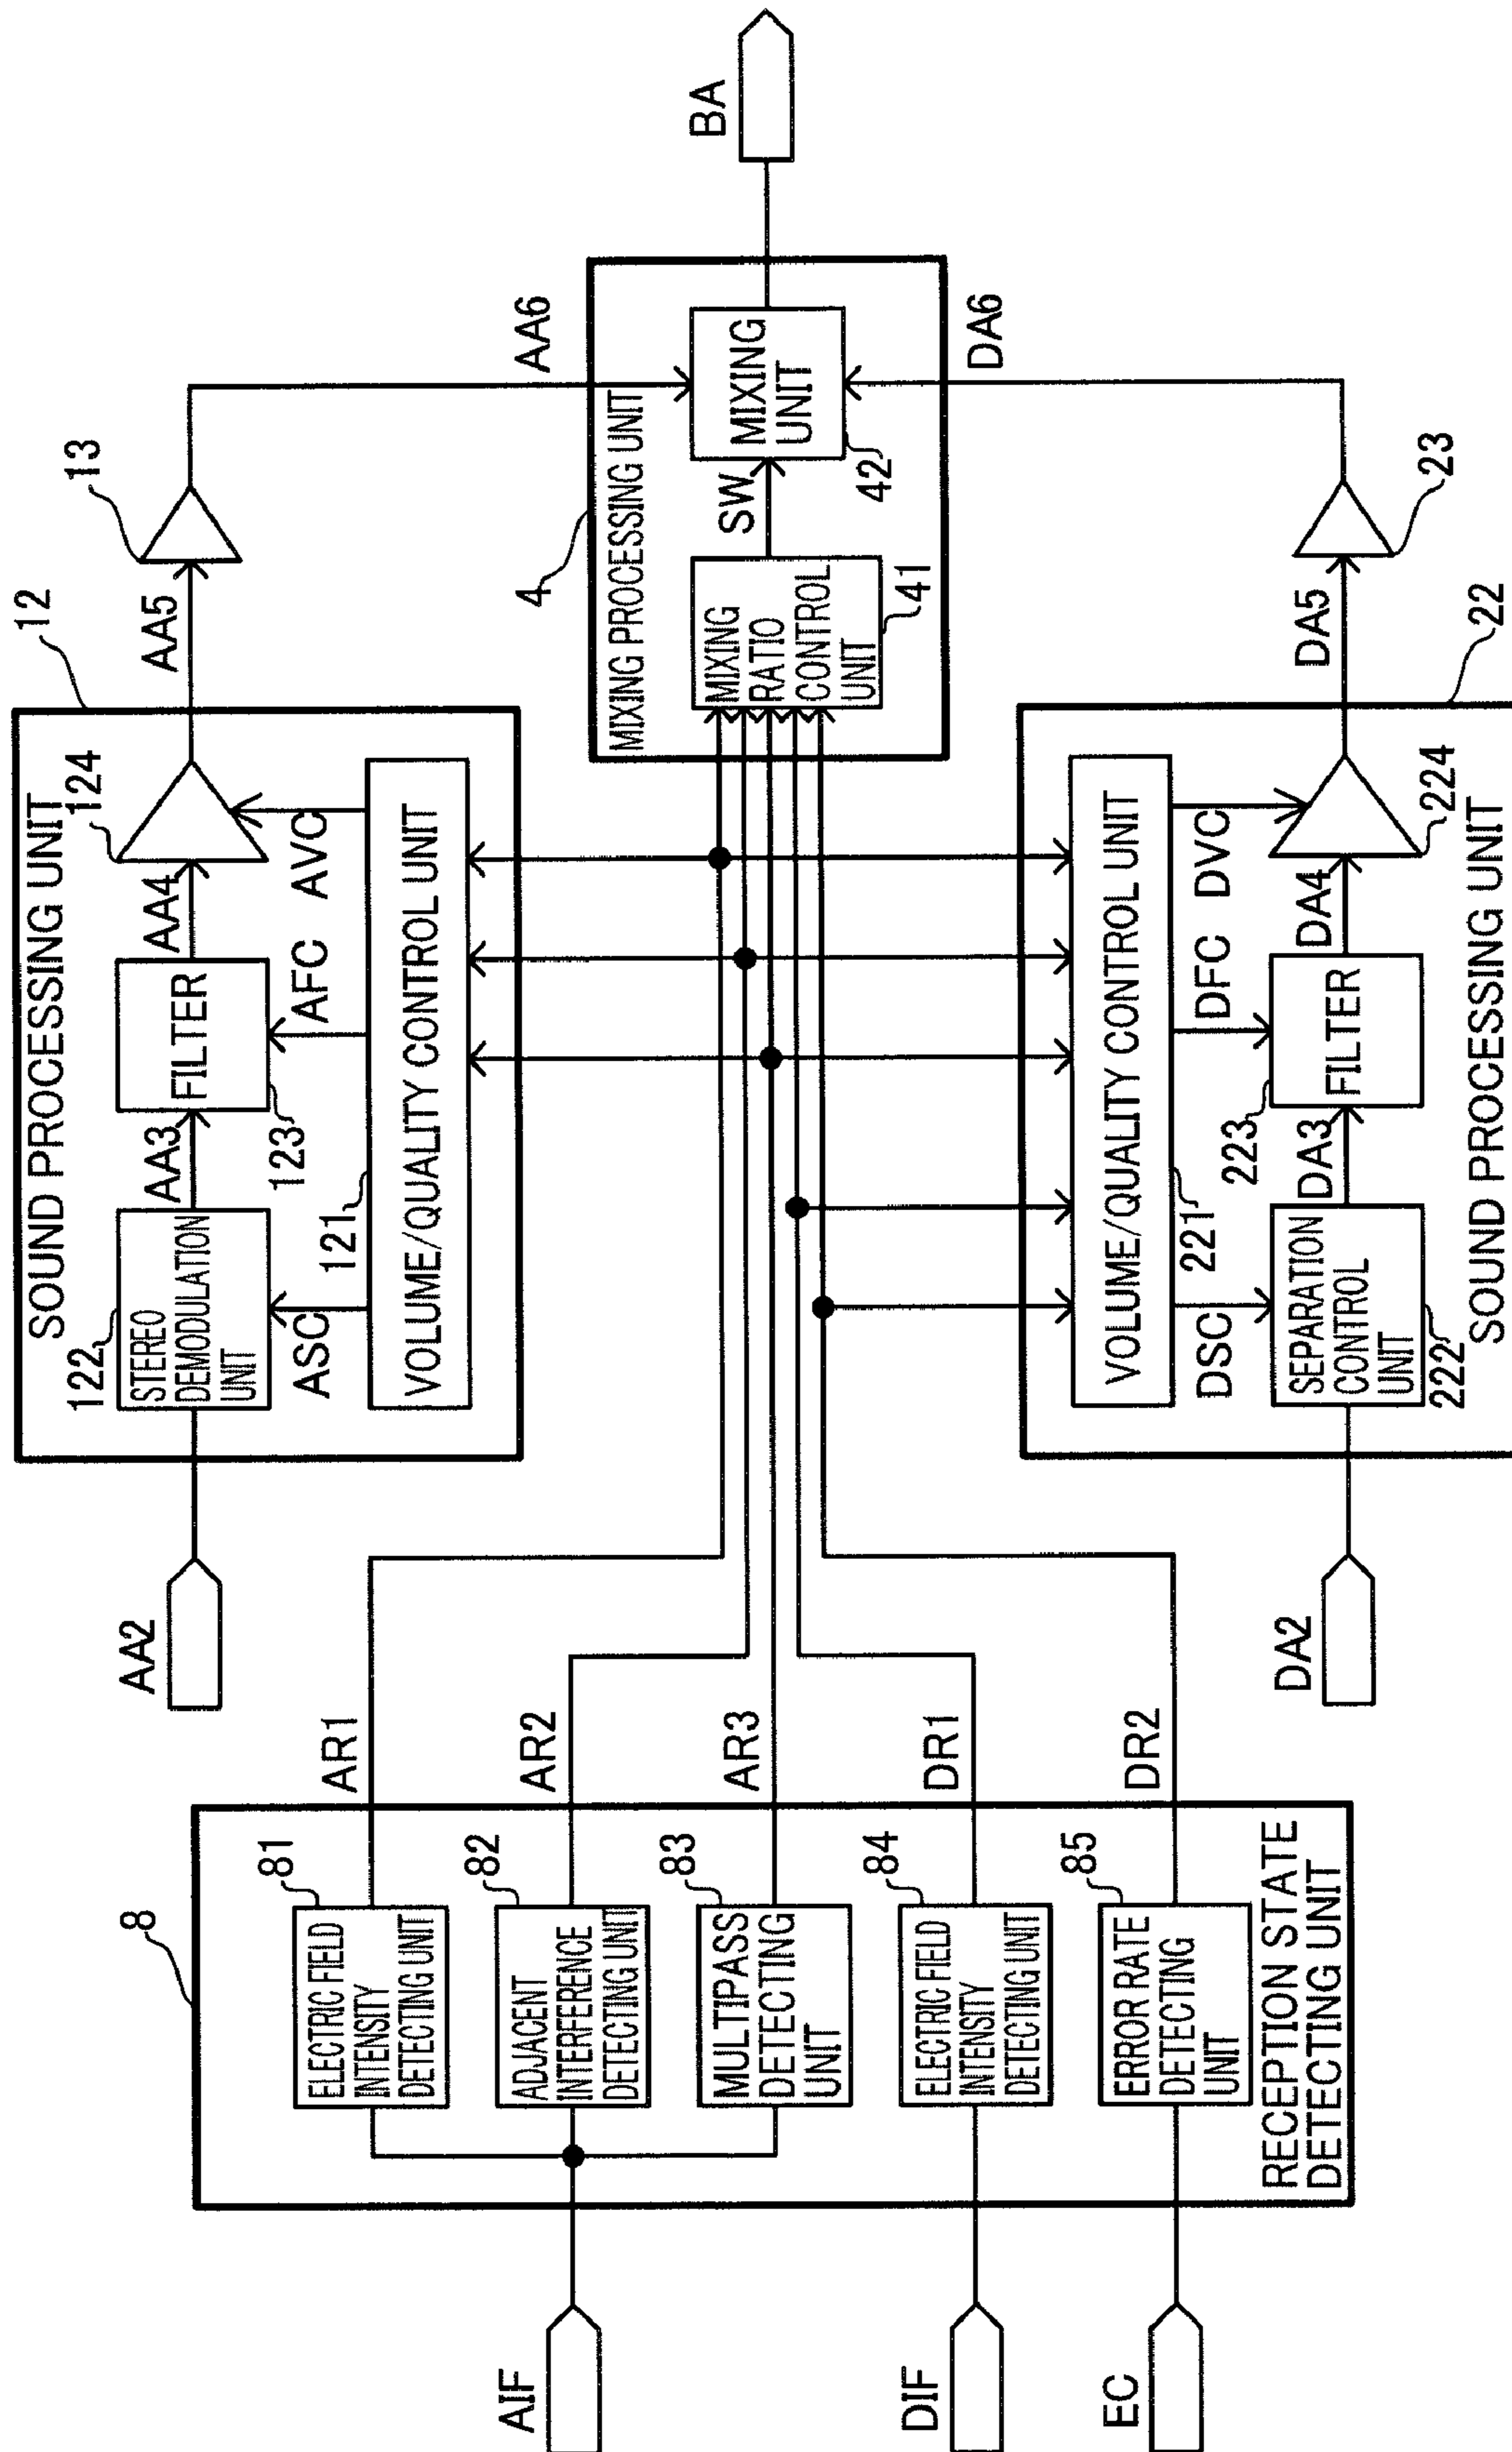 AIF
DIF
EC
8
81
ELECTRIC FIELD
INTENSITY
DETECTING UNIT
82
ADJACENT
INTERFERENCE
DETECTING UNIT
83
MULTIPASS
DETECTING
UNIT
84
ELECTRIC FIELD
INTENSITY
DETECTING UNIT
85
ERROR RATE
DETECTING
UNIT
RECEPTION STATE
DETECTING UNIT
AR1
AR2
AR3
DR1
DR2
AA2
12
SOUND PROCESSING UNIT
122
STEREO
DEMODULATION
UNIT
AA3
FILTER
123
AA4
124
ASC
AFC
AVC
121
VOLUME/QUALITY CONTROL UNIT
AA5
13
AA6
4
MIXING PROCESSING UNIT
MIXING
RATIO
CONTROL
UNIT
41
SW
MIXING
UNIT
42
BA
DA2
VOLUME/QUALITY CONTROL UNIT
221
DSC
DFC
DVC
SEPARATION
CONTROL
UNIT
222
DA3
223
FILTER
DA4
224
SOUND PROCESSING UNIT
22
DA5
23
DA6